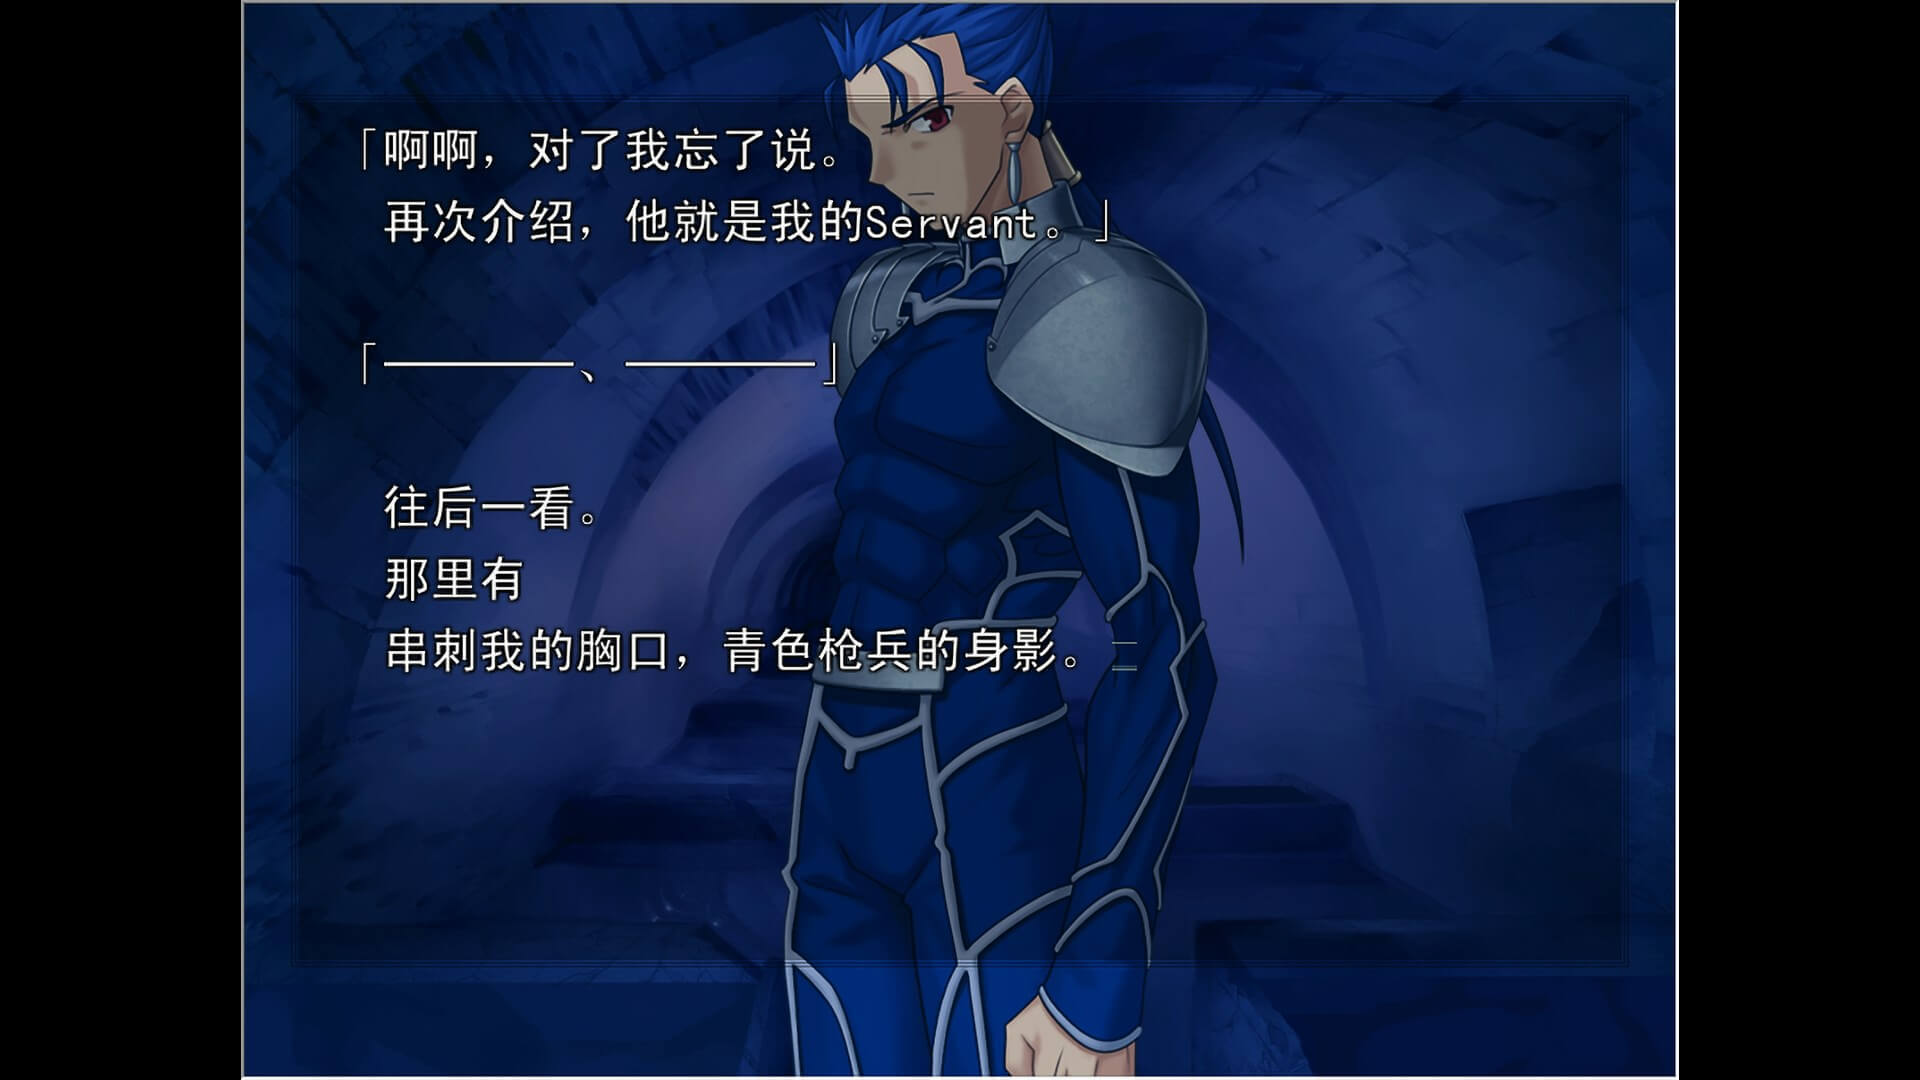 「啊啊，对了我忘了说。
再次介绍，他就是我的Servant。」
「————、————」
往后一看。
那里有
串刺我的胸口，青色枪兵的身影。